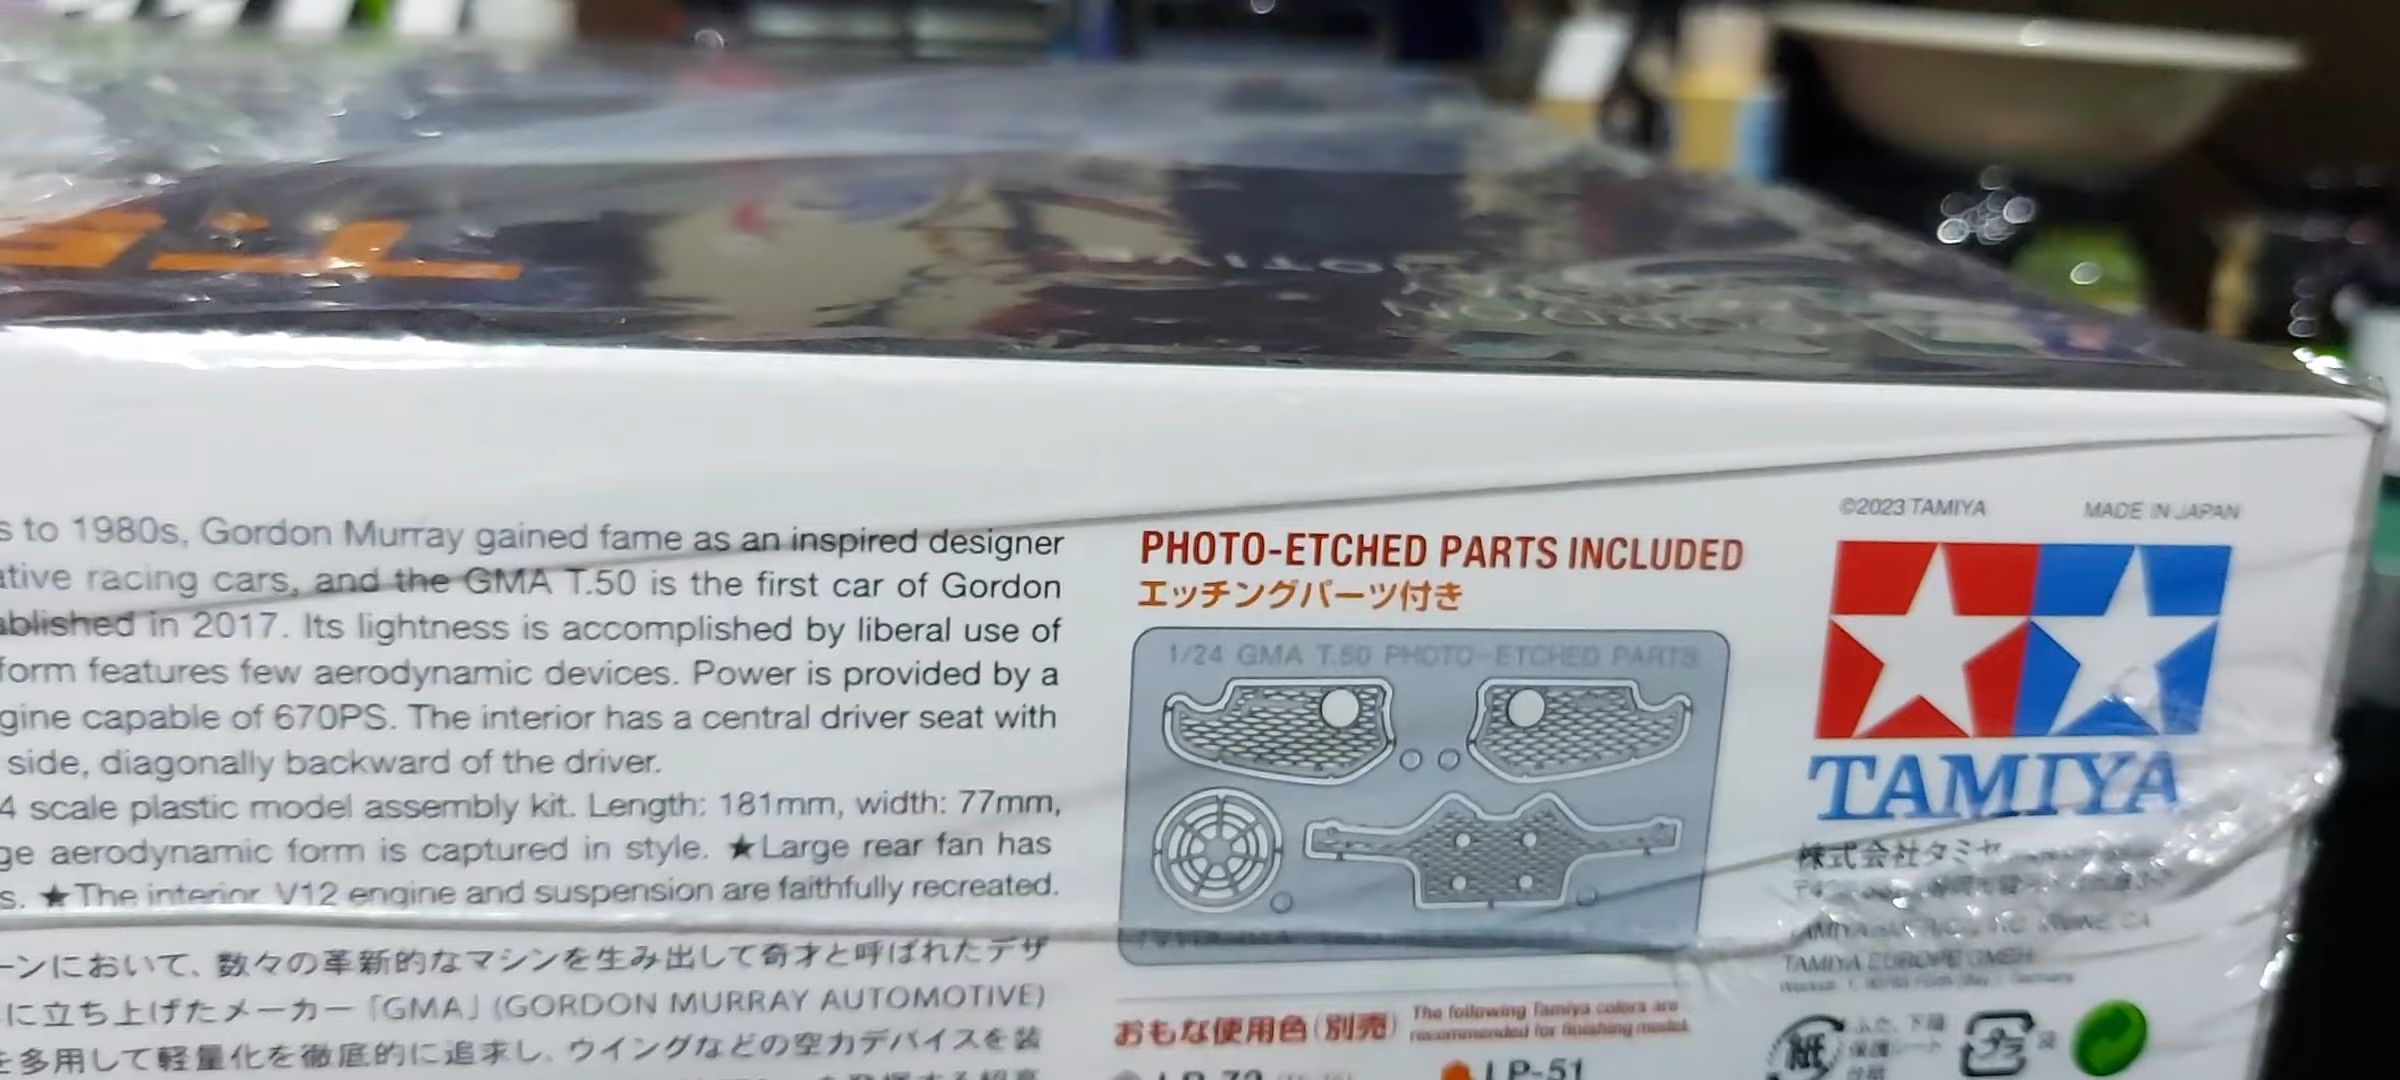 s to 1980s, Gordon Murray gained fame as an inspired designer
ative racing cars, and the GMA T.50 is the first car of Gordon
ablished in 2017. Its lightness is accomplished by liberal use of
form features few aerodynamic devices. Power is provided by a
gine capable of 670PS. The interior has a central driver seat with
side, diagonally backward of the driver.
4 scale plastic model assembly kit. Length: 181mm, width: 77mm,
ge aerodynamic form is captured in style. ★Large rear fan has
s. ★The interior, V12 engine and suspension are faithfully recreated.
ーンにおいて、数々の革新的なマシンを生み出して奇才と呼ばれたデザ
に立ち上げたメーカー「GMA」(GORDON MURRAY AUTOMOTIVE)
を多用して軽量化を徹底的に追求し、ウイングなどの空力デバイスを装
PHOTO-ETCHED PARTS INCLUDED
エッチングパーツ付き
1/24 GMA T.50 PHOTO-ETCHED PARTS
おもな使用色(別売)
The following Tamiya colors are
recommended for finishing model.
LP-72
LP-51
©2023 TAMIYA
MADE IN JAPAN
TAMIYA
株式会社タミヤ
TAMIYA EUROPE GMBH
紙
プラ